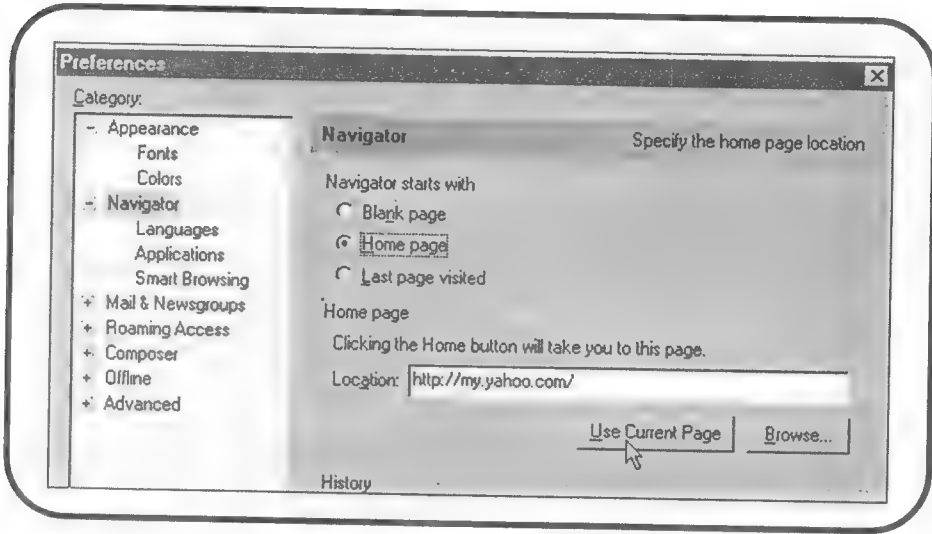 Preferences
Category:
- Appearance
Fonts
Colors
- Navigator
Languages
Applications
Smart Browsing
+ Mail & Newsgroups
+ Roaming Access
+ Composer
+ Offline
+ Advanced
Navigator
Specify the home page location
Navigator starts with
Blank page
Home page
Last page visited
Home page
Clicking the Home button will take you to this page.
Location: http://my.yahoo.com/
Use Current Page
Browse...
History